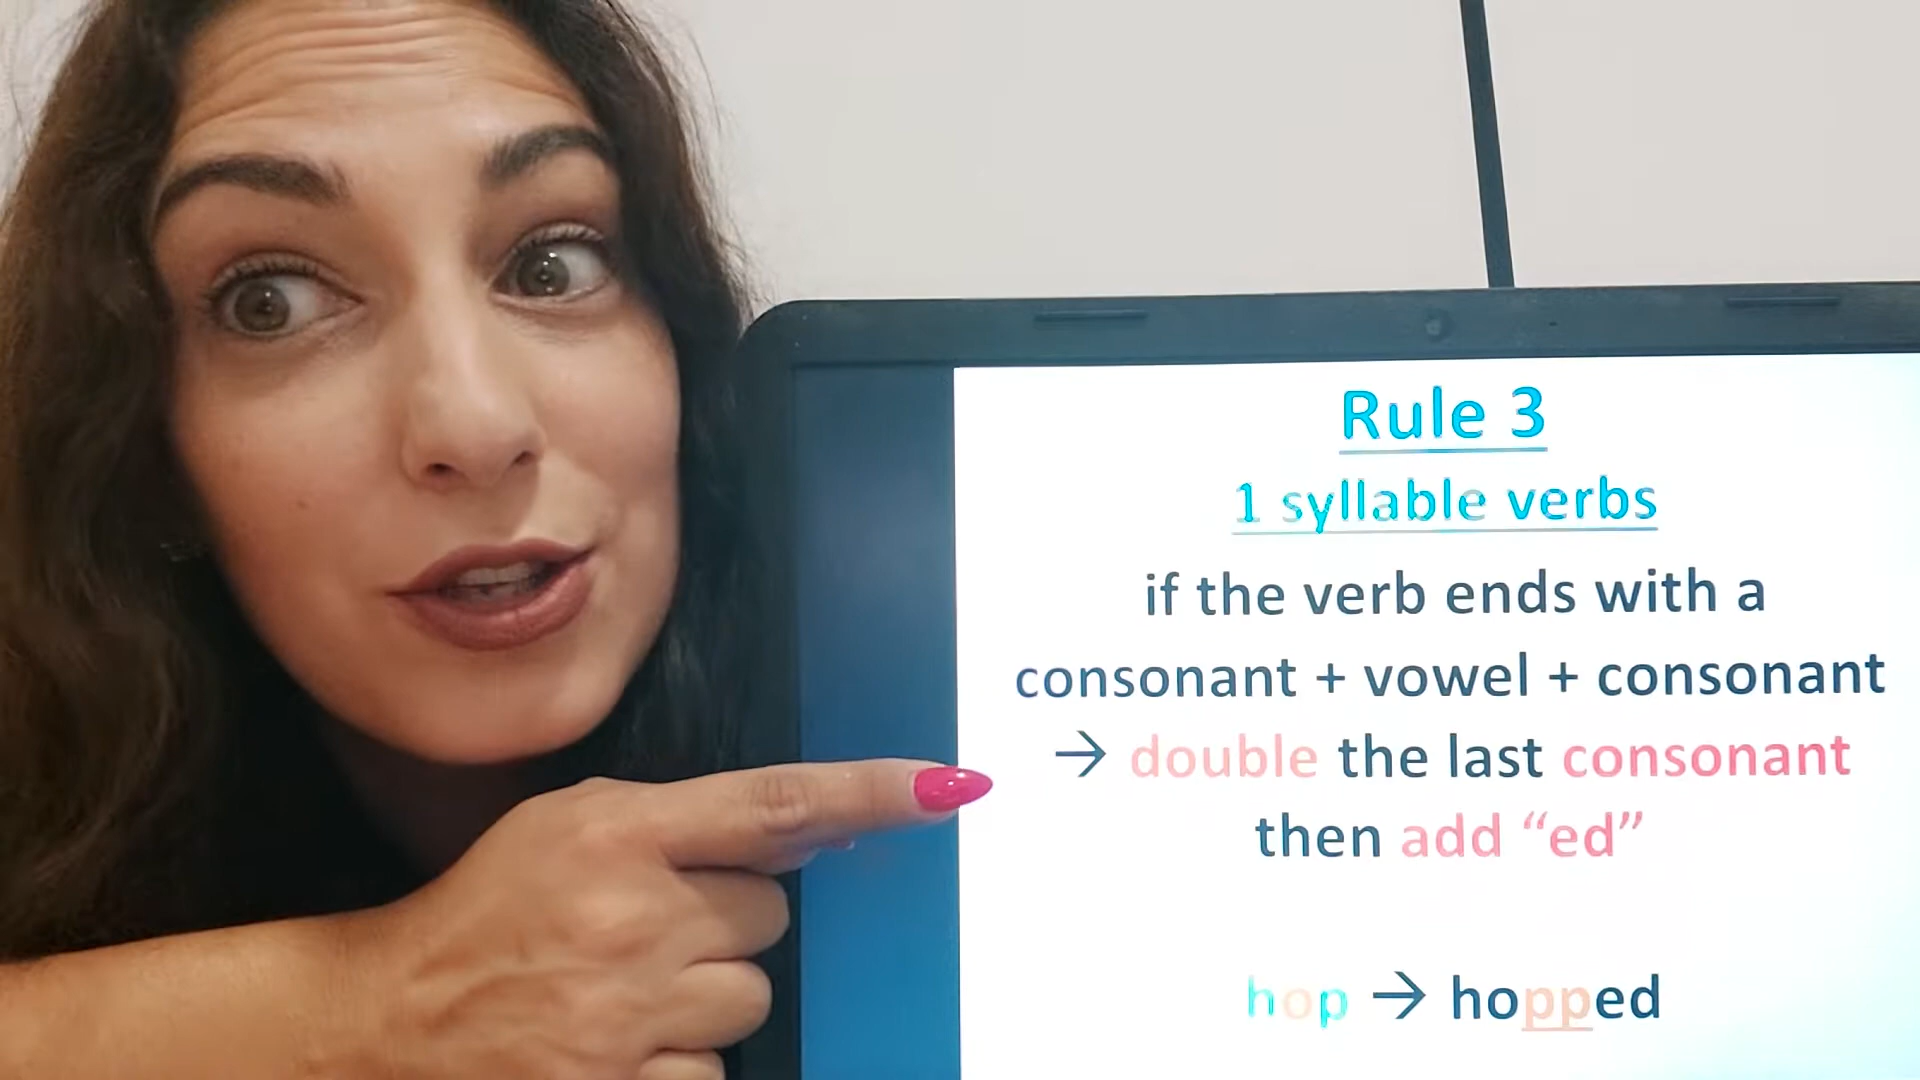 Rule 3
1 syllable verbs
if the verb ends with a
consonant + vowel + consonant
→ double the last consonant
then add “ed”
hop → hopped